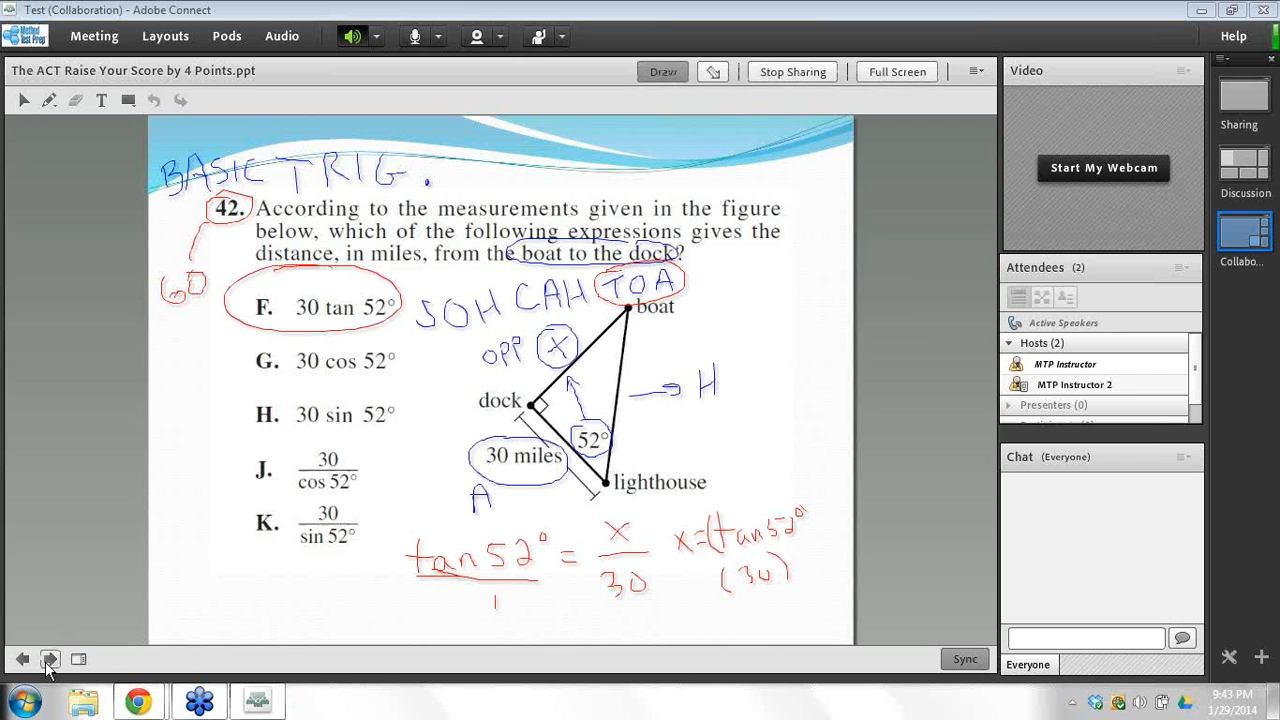 Test (Collaboration) - Adobe Connect
Method Test Prep
Meeting Layouts Pods Audio Help
The ACT Raise Your Score by 4 Points.ppt
Draw Stop Sharing Full Screen
Video
Start My Webcam
Sharing
Discussion
Collabo...
BASIC TRIG.
42. According to the measurements given in the figure
below, which of the following expressions gives the
distance, in miles, from the boat to the dock?
60
F. 30 tan 52°
SOH CAH TOA
boat
G. 30 cos 52°
OPP X
H
H. 30 sin 52°
dock
52°
30 miles
A
lighthouse
J. 30
cos 52°
K. 30
sin 52°
tan 52° = x
1 30
x=(tan52°
(30)
Attendees (2)
Active Speakers
Hosts (2)
MTP Instructor
MTP Instructor 2
Presenters (0)
Chat (Everyone)
Everyone
Sync
9:43 PM
1/29/2014